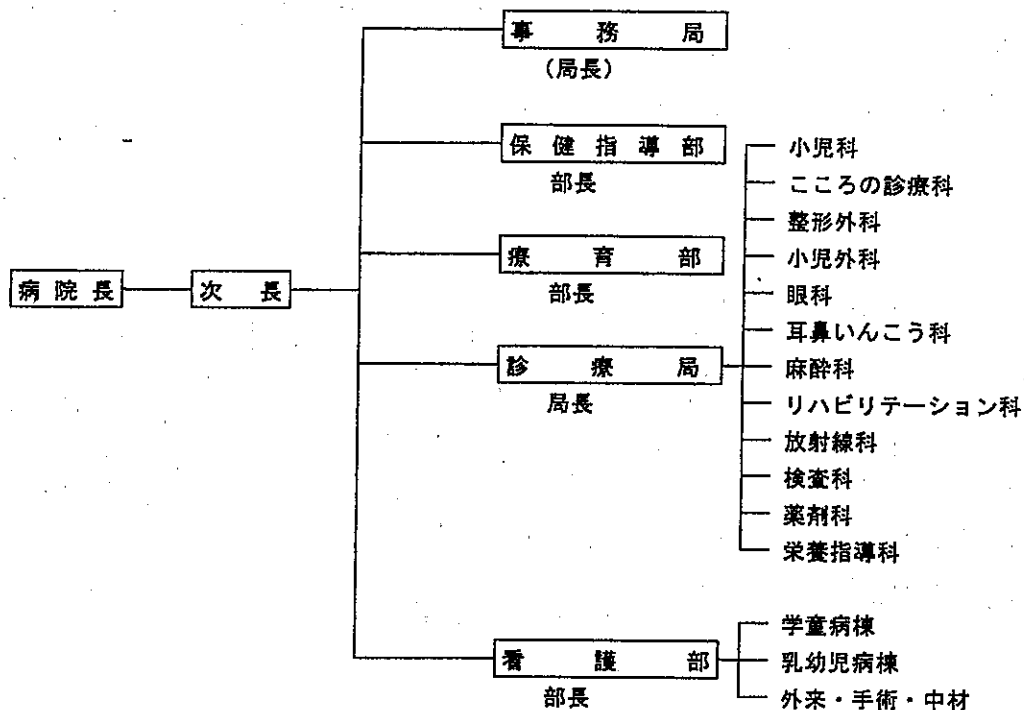 事務局
（局長）
保健指導部
部長
療育部
部長
病院長
次長
診療局
局長
小児科
こころの診療科
整形外科
小児外科
眼科
耳鼻いんこう科
麻酔科
リハビリテーション科
放射線科
検査科
薬剤科
栄養指導科
看護部
部長
学童病棟
乳幼児病棟
外来・手術・中材